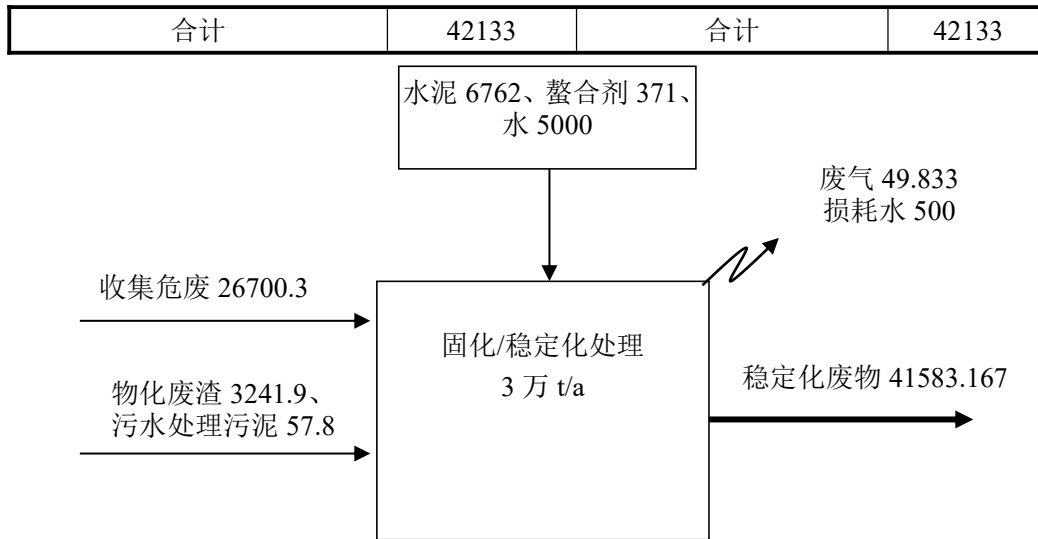 合计 42133 合计 42133
水泥 6762、螯合剂 371、
水 5000
废气 49.833
损耗水 500
收集危废 26700.3
固化/稳定化处理
3 万 t/a
稳定化废物 41583.167
物化废渣 3241.9、
污水处理污泥 57.8